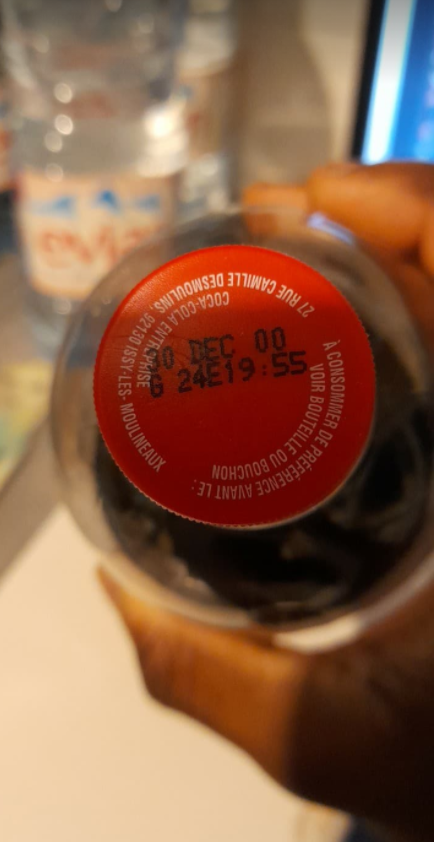 evian
30 DEC 00
G 24E19:55
COCA-COLA ENTREPRISE
27 RUE CAMILLE DESMOULINS, 92130 ISSY-LES- MOULINEAUX
À CONSOMMER DE PRÉFÉRENCE AVANT LE :
VOIR BOUTEILLE OU BOUCHON